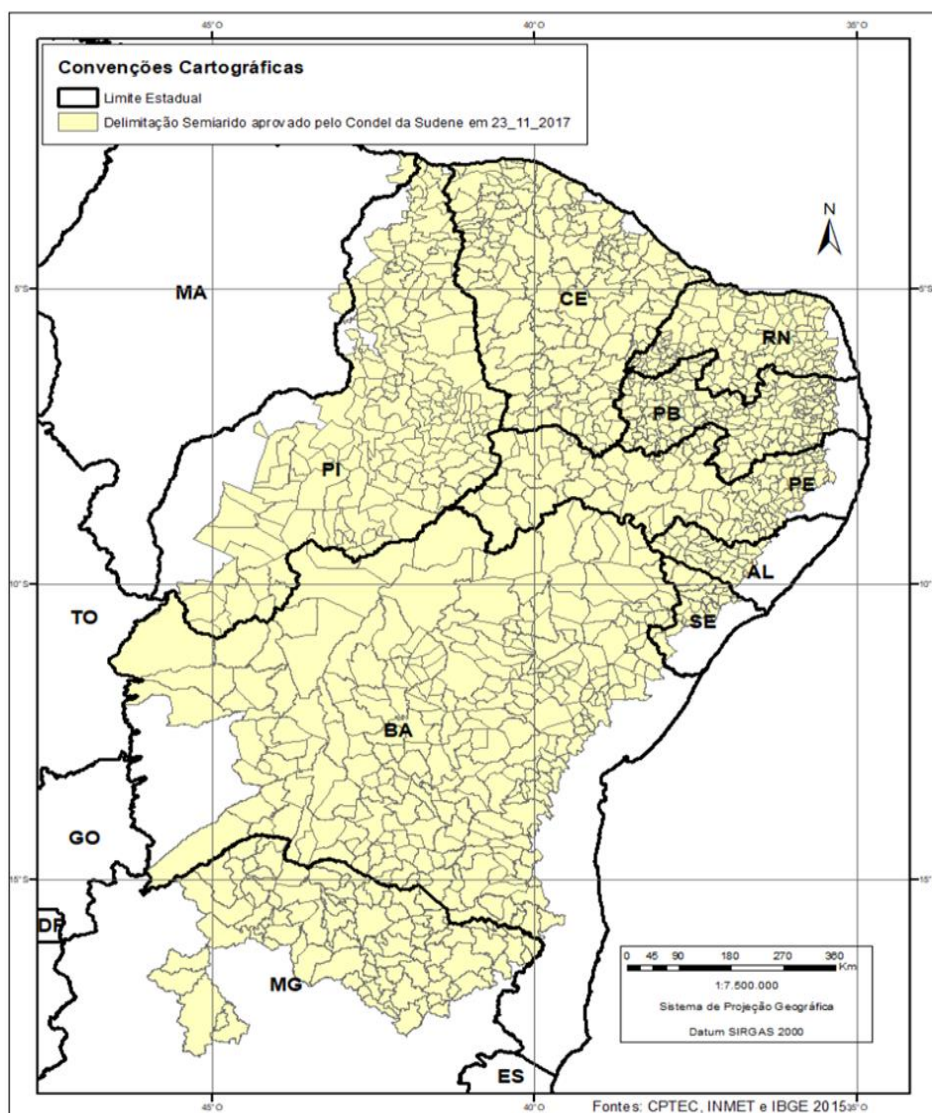 45°O 40°O 35°O
Convenções Cartográficas
Limite Estadual
Delimitação Semiarido aprovado pelo Condel da Sudene em 23_11_2017
N
MA
5°S
CE
5°S
RN
PB
PI
PE
AL
10°S
10°S
TO
SE
BA
GO
15°S
15°S
DF
MG
0 45 90 180 270 360
Km
1:7.500.000
Sistema de Projeção Geográfica
Datum SIRGAS 2000
ES
Fontes: CPTEC, INMET e IBGE 2015
45°O 40°O 35°O